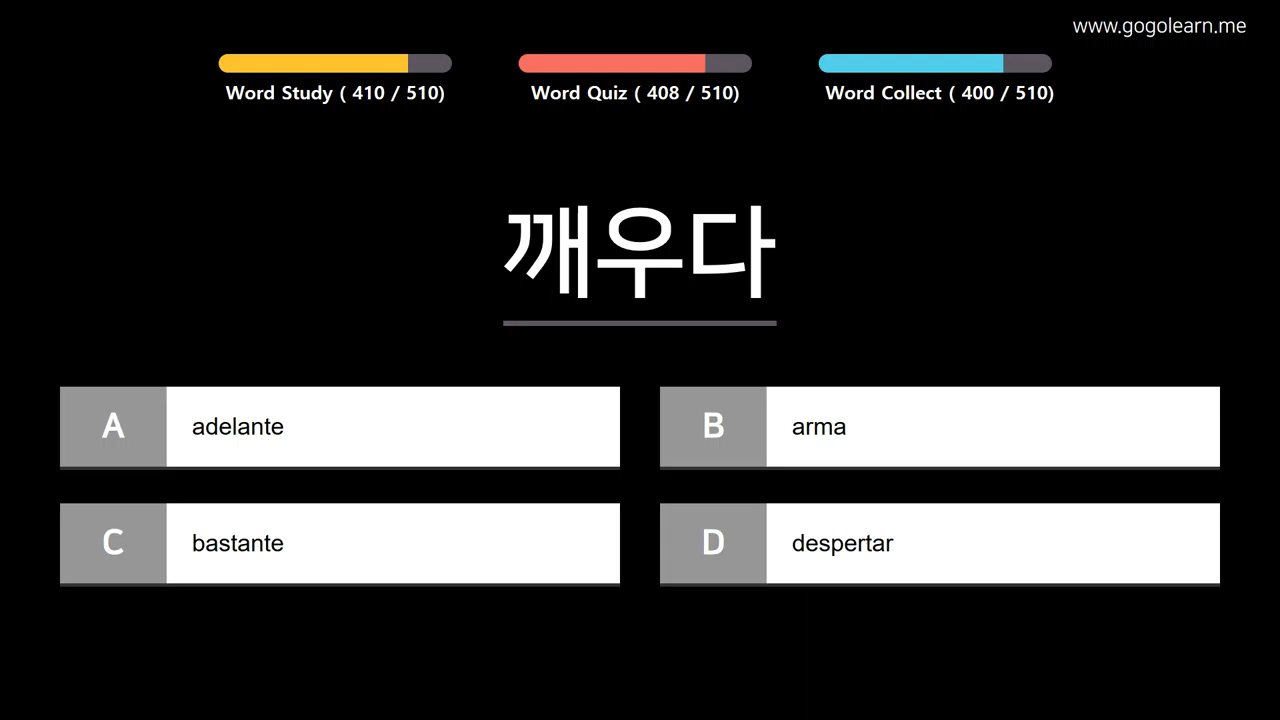 www.gogolearn.me
Word Study ( 410 / 510)
Word Quiz ( 408 / 510)
Word Collect ( 400 / 510)
깨우다
A adelante
B arma
C bastante
D despertar